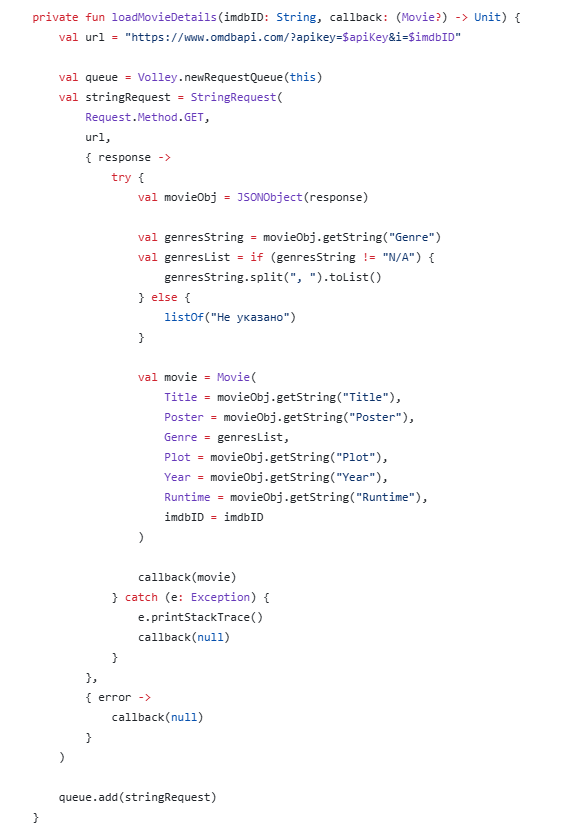 private fun loadMovieDetails(imdbID: String, callback: (Movie?) -> Unit) {
    val url = "https://www.omdbapi.com/?apikey=$apiKey&i=$imdbID"

    val queue = Volley.newRequestQueue(this)
    val stringRequest = StringRequest(
        Request.Method.GET,
        url,
        { response ->
            try {
                val movieObj = JSONObject(response)

                val genresString = movieObj.getString("Genre")
                val genresList = if (genresString != "N/A") {
                    genresString.split(", ").toList()
                } else {
                    listOf("Не указано")
                }

                val movie = Movie(
                    Title = movieObj.getString("Title"),
                    Poster = movieObj.getString("Poster"),
                    Genre = genresList,
                    Plot = movieObj.getString("Plot"),
                    Year = movieObj.getString("Year"),
                    Runtime = movieObj.getString("Runtime"),
                    imdbID = imdbID
                )

                callback(movie)
            } catch (e: Exception) {
                e.printStackTrace()
                callback(null)
            }
        },
        { error ->
            callback(null)
        }
    )

    queue.add(stringRequest)
}